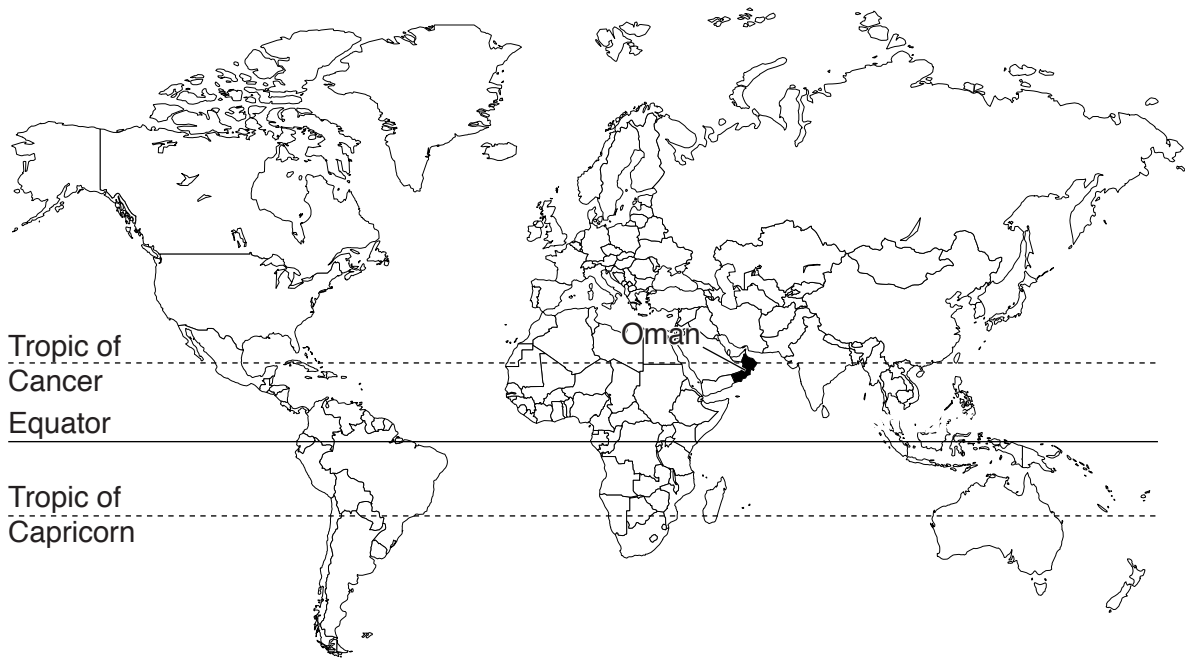 Oman
Tropic of
Cancer
Equator
Tropic of
Capricorn